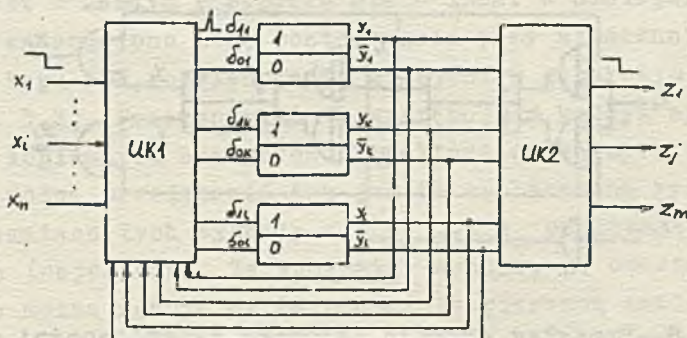 δ₁₁
1
y₁
δ₀₁
0
ȳ₁
x₁
z₁
δ₁ₖ
1
yₖ
xᵢ
UK1
δ₀ₖ
0
ȳₖ
UK2
zⱼ
xₙ
δ₁ₗ
1
yₗ
zₘ
δ₀ₗ
0
ȳₗ